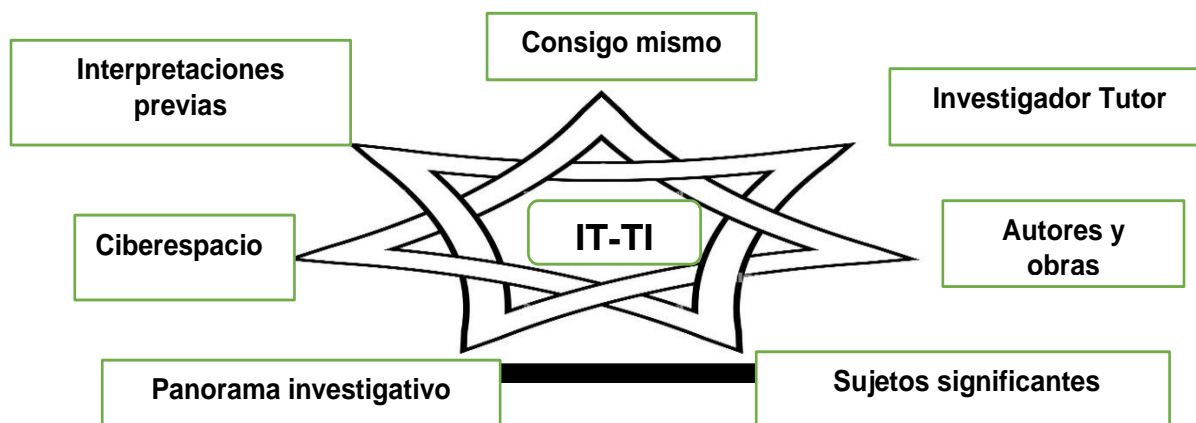 Consigo mismo
Interpretaciones
previas
Investigador Tutor
Ciberespacio
IT-TI
Autores y
obras
Panorama investigativo
Sujetos significantes